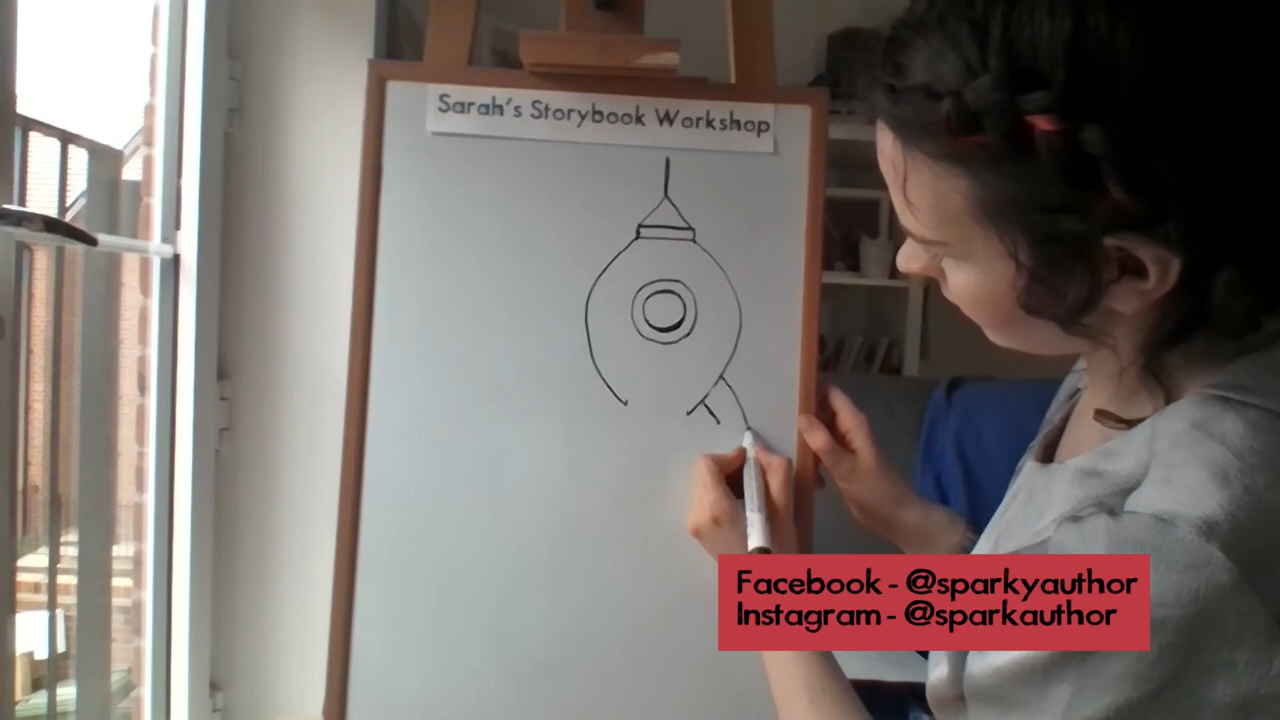 Sarah's Storybook Workshop
Facebook - @sparkyauthor
Instagram - @sparkauthor